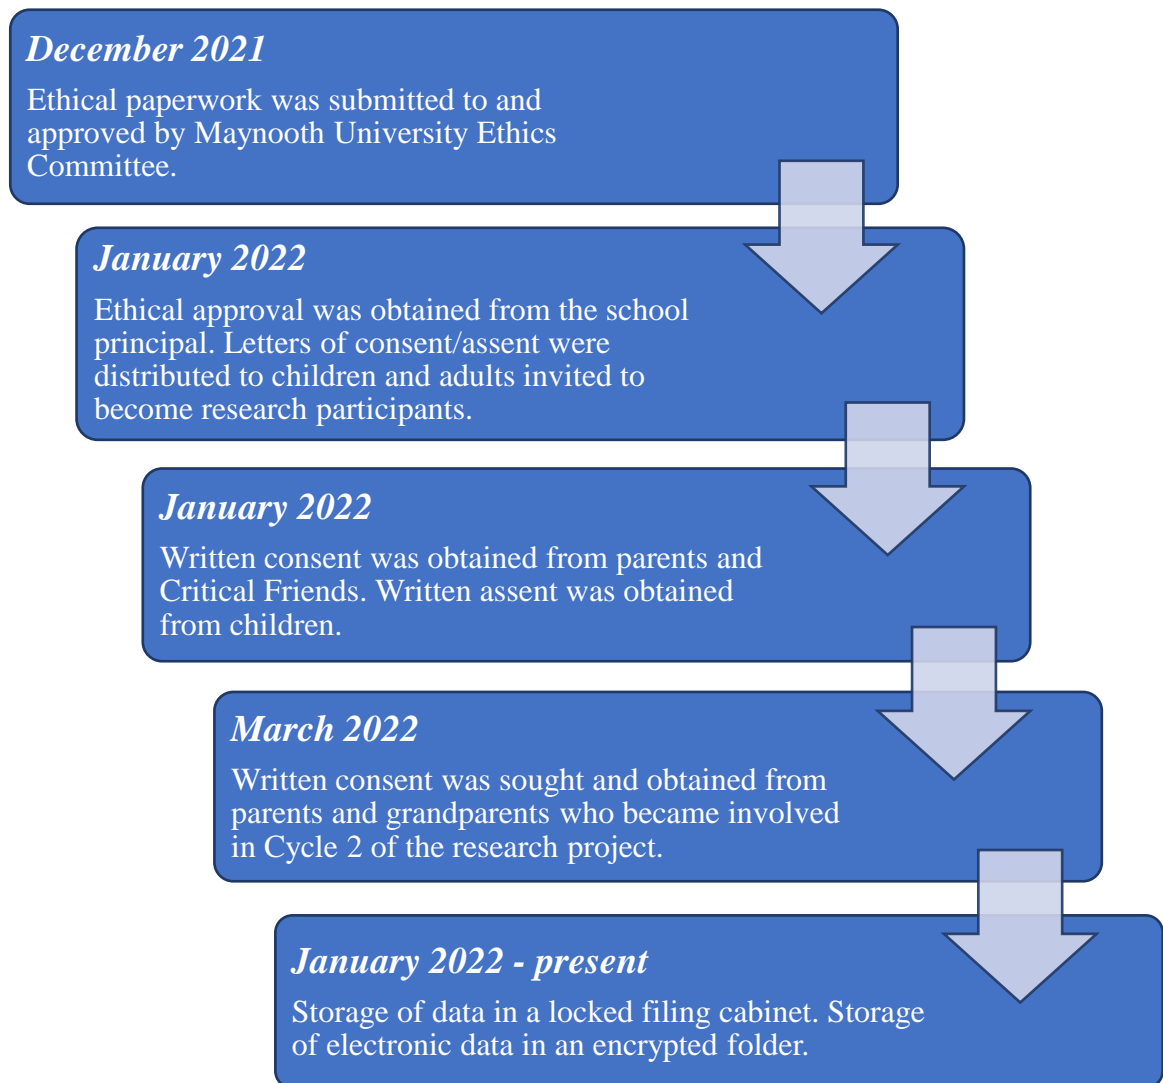 December 2021
Ethical paperwork was submitted to and
approved by Maynooth University Ethics
Committee.
January 2022
Ethical approval was obtained from the school
principal. Letters of consent/assent were
distributed to children and adults invited to
become research participants.
January 2022
Written consent was obtained from parents and
Critical Friends. Written assent was obtained
from children.
March 2022
Written consent was sought and obtained from
parents and grandparents who became involved
in Cycle 2 of the research project.
January 2022 - present
Storage of data in a locked filing cabinet. Storage
of electronic data in an encrypted folder.